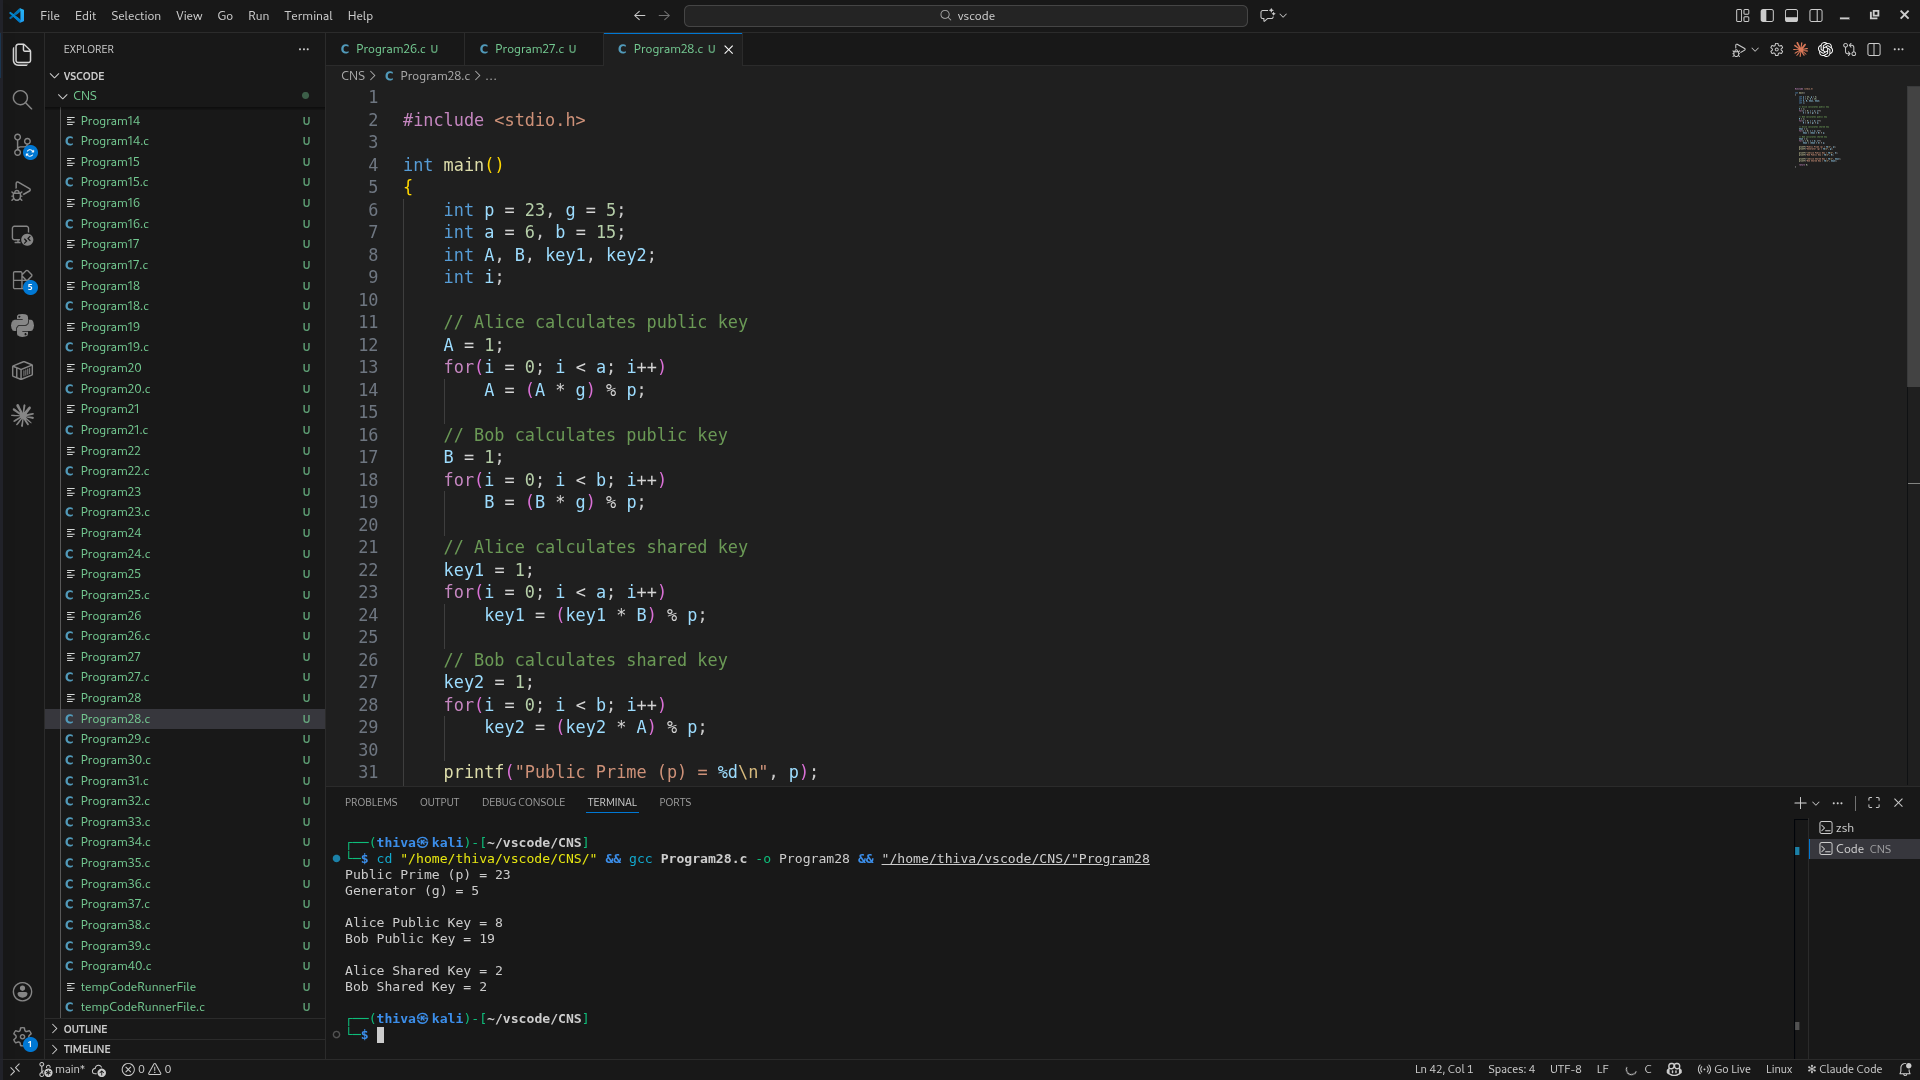 File Edit Selection View Go Run Terminal Help
vscode
EXPLORER
VSCODE
CNS
Program14 U
Program14.c U
Program15 U
Program15.c U
Program16 U
Program16.c U
Program17 U
Program17.c U
Program18 U
Program18.c U
Program19 U
Program19.c U
Program20 U
Program20.c U
Program21 U
Program21.c U
Program22 U
Program22.c U
Program23 U
Program23.c U
Program24 U
Program24.c U
Program25 U
Program25.c U
Program26 U
Program26.c U
Program27 U
Program27.c U
Program28 U
Program28.c U
Program29.c U
Program30.c U
Program31.c U
Program32.c U
Program33.c U
Program34.c U
Program35.c U
Program36.c U
Program37.c U
Program38.c U
Program39.c U
Program40.c U
tempCodeRunnerFile U
tempCodeRunnerFile.c U
OUTLINE
TIMELINE
5
1
C Program26.c U C Program27.c U C Program28.c U
CNS > C Program28.c > ...
1
2 #include <stdio.h>
3
4 int main()
5 {
6 int p = 23, g = 5;
7 int a = 6, b = 15;
8 int A, B, key1, key2;
9 int i;
10
11 // Alice calculates public key
12 A = 1;
13 for(i = 0; i < a; i++)
14 A = (A * g) % p;
15
16 // Bob calculates public key
17 B = 1;
18 for(i = 0; i < b; i++)
19 B = (B * g) % p;
20
21 // Alice calculates shared key
22 key1 = 1;
23 for(i = 0; i < a; i++)
24 key1 = (key1 * B) % p;
25
26 // Bob calculates shared key
27 key2 = 1;
28 for(i = 0; i < b; i++)
29 key2 = (key2 * A) % p;
30
31 printf("Public Prime (p) = %d\n", p);
PROBLEMS OUTPUT DEBUG CONSOLE TERMINAL PORTS
┌──(thiva㉿kali)-[~/vscode/CNS]
└─$ cd "/home/thiva/vscode/CNS/" && gcc Program28.c -o Program28 && "/home/thiva/vscode/CNS/"Program28
Public Prime (p) = 23
Generator (g) = 5
Alice Public Key = 8
Bob Public Key = 19
Alice Shared Key = 2
Bob Shared Key = 2
┌──(thiva㉿kali)-[~/vscode/CNS]
└─$
zsh
Code CNS
main* 0 0 Ln 42, Col 1 Spaces: 4 UTF-8 LF C Go Live Linux Claude Code